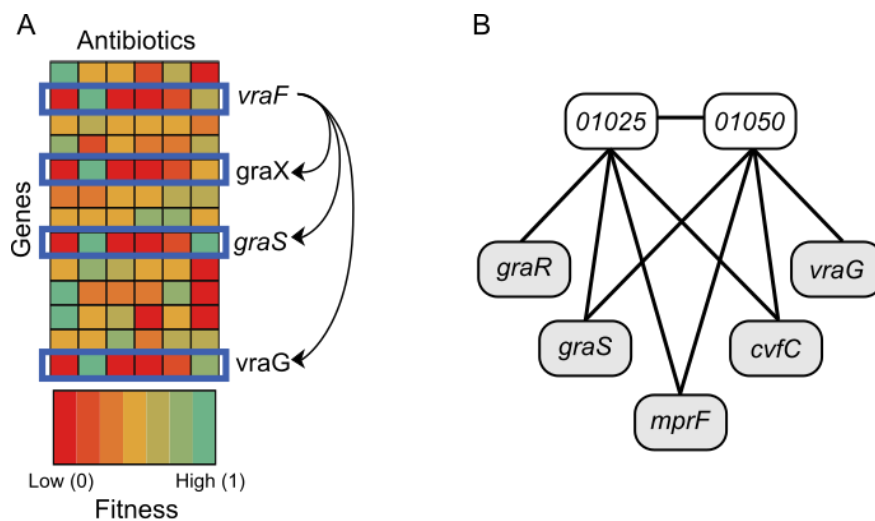 A
Antibiotics
Genes
vraF
graX
graS
vraG
Low (0)
High (1)
Fitness
B
01025
01050
graR
vraG
graS
cvfC
mprF